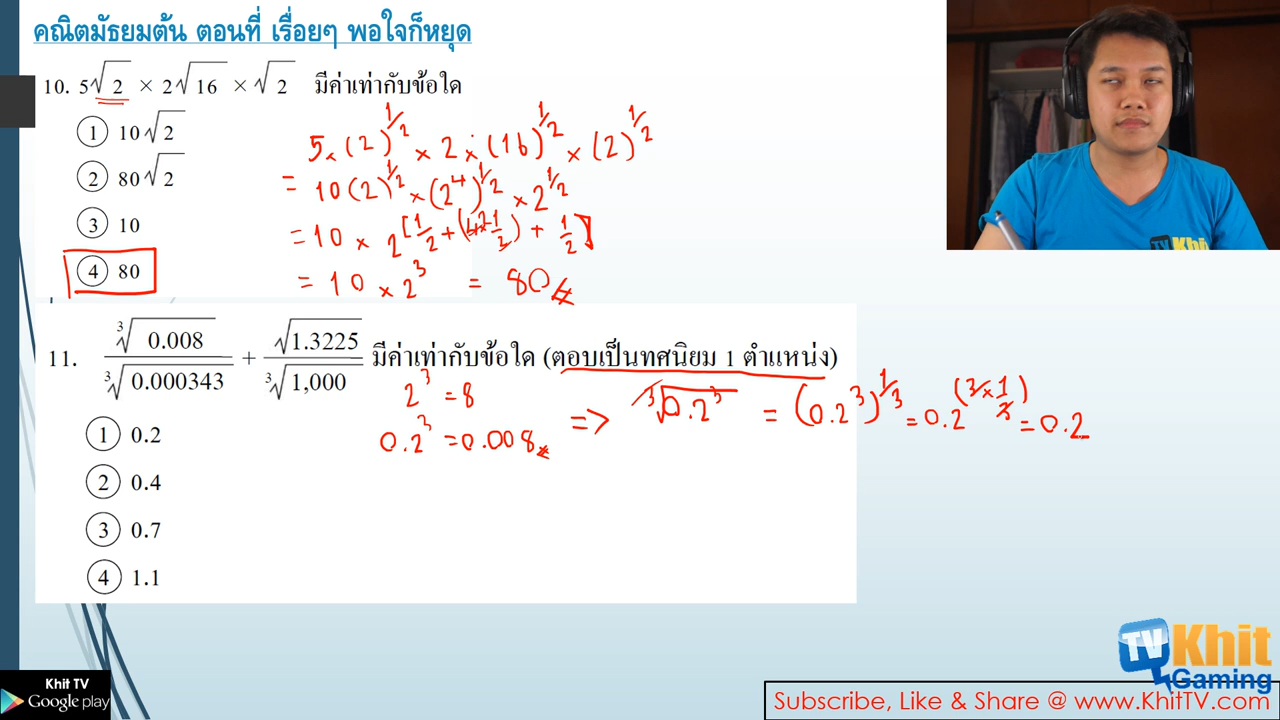 คณิตมัธยมต้น ตอนที่ เรื่อยๆ พอใจก็หยุด
10. 5√2 × 2√16 × √2 มีค่าเท่ากับข้อใด
1 10√2
2 80√2
3 10
4 80
5 × (2)^1/2 × 2 × (16)^1/2 × (2)^1/2
= 10(2)^1/2 × (2^4)^1/2 × 2^1/2
= 10 × 2^[1/2 + (4×1/2) + 1/2]
= 10 × 2^3 = 80
11. ∛0.008 / ∛0.000343 + √1.3225 / ∛1,000 มีค่าเท่ากับข้อใด (ตอบเป็นทศนิยม 1 ตำแหน่ง)
2^3 = 8
0.2^3 = 0.008 => ∛0.2^3 = (0.2^3)^1/3 = 0.2^(3×1/3) = 0.2
1 0.2
2 0.4
3 0.7
4 1.1
TV Khit
TV Khit Gaming
Khit TV
Google play
Subscribe, Like & Share @ www.KhitTV.com